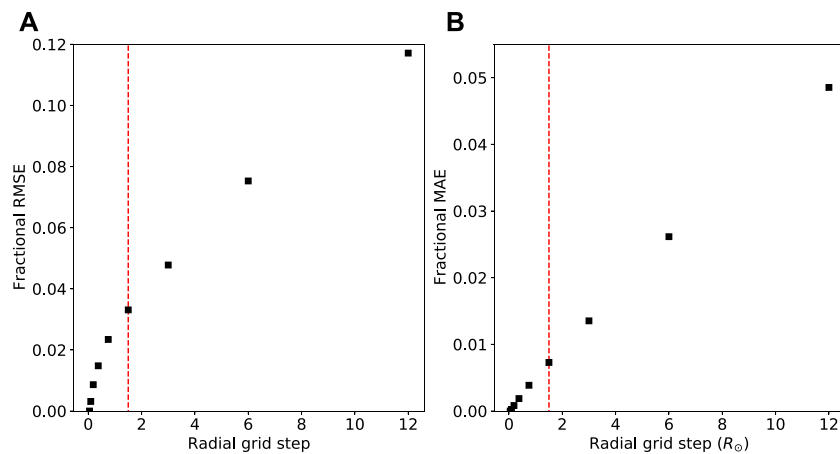 A
B
0.12
0.10
0.08
0.06
0.04
0.02
0.00
Fractional RMSE
0 2 4 6 8 10 12
Radial grid step
0.05
0.04
0.03
0.02
0.01
0.00
Fractional MAE
0 2 4 6 8 10 12
Radial grid step (R⊙)